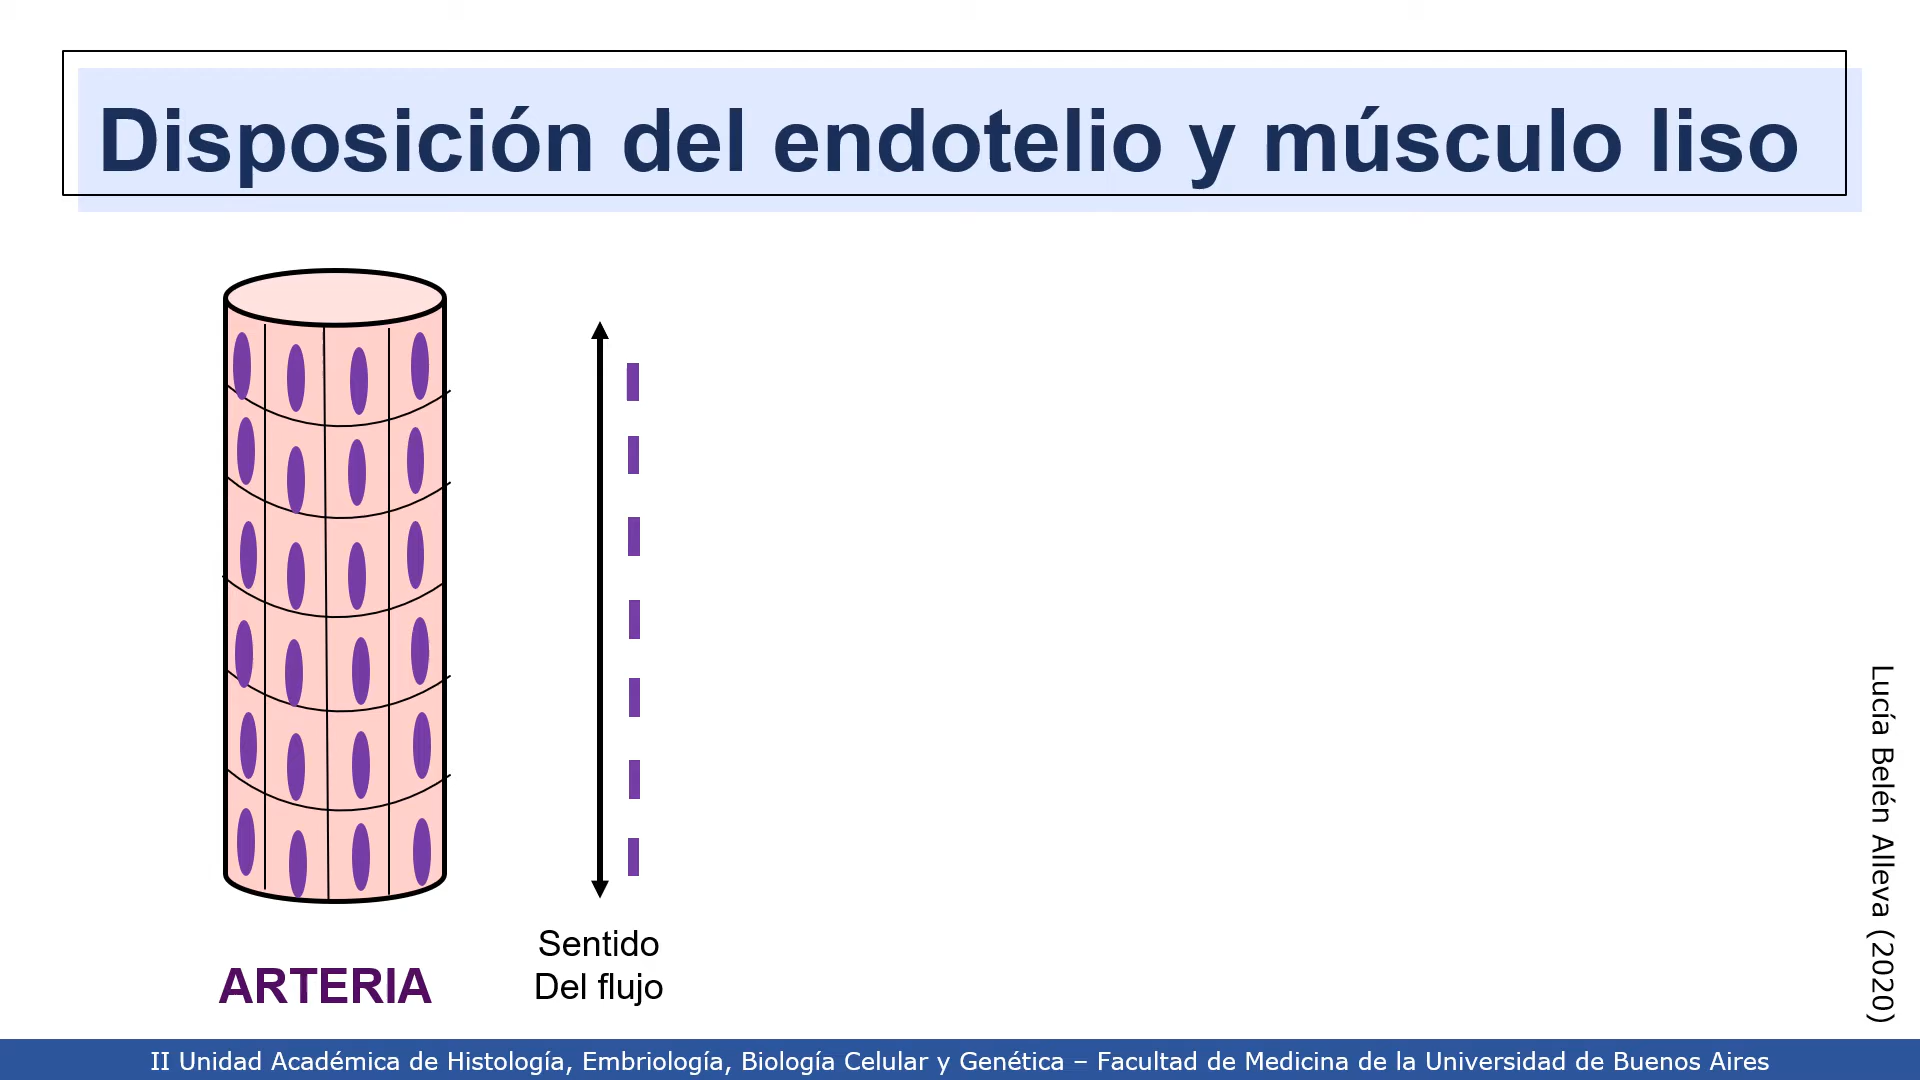 Disposición del endotelio y músculo liso
Sentido
Del flujo
ARTERIA
Lucía Belén Alleva (2020)
II Unidad Académica de Histología, Embriología, Biología Celular y Genética – Facultad de Medicina de la Universidad de Buenos Aires